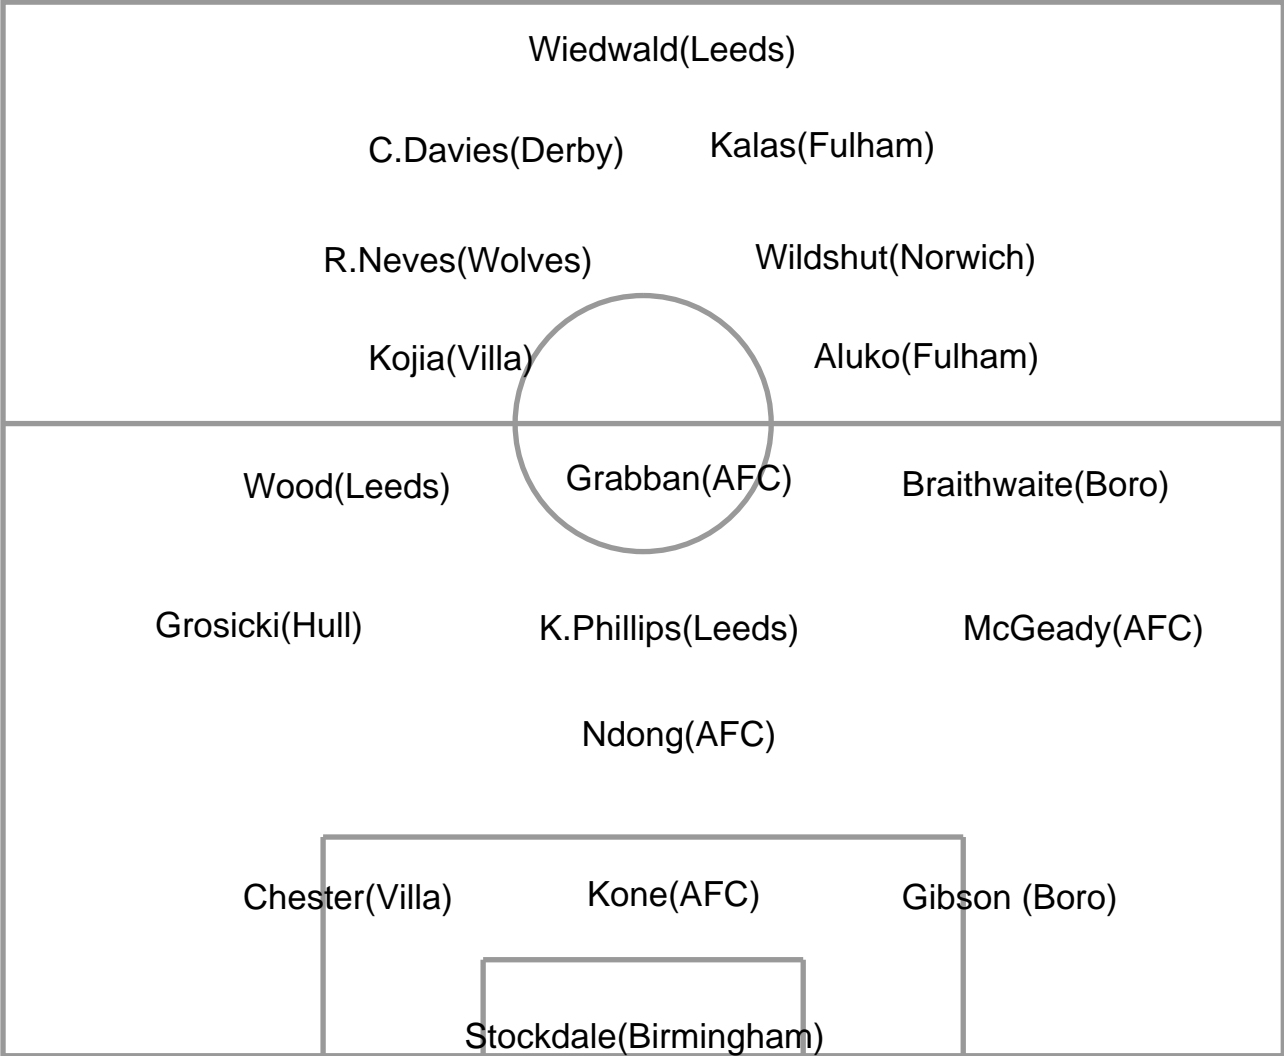 Wiedwald(Leeds)
C.Davies(Derby) Kalas(Fulham)
R.Neves(Wolves) Wildshut(Norwich)
Kojia(Villa) Aluko(Fulham)
Wood(Leeds) Grabban(AFC) Braithwaite(Boro)
Grosicki(Hull) K.Phillips(Leeds) McGeady(AFC)
Ndong(AFC)
Chester(Villa) Kone(AFC) Gibson (Boro)
Stockdale(Birmingham)